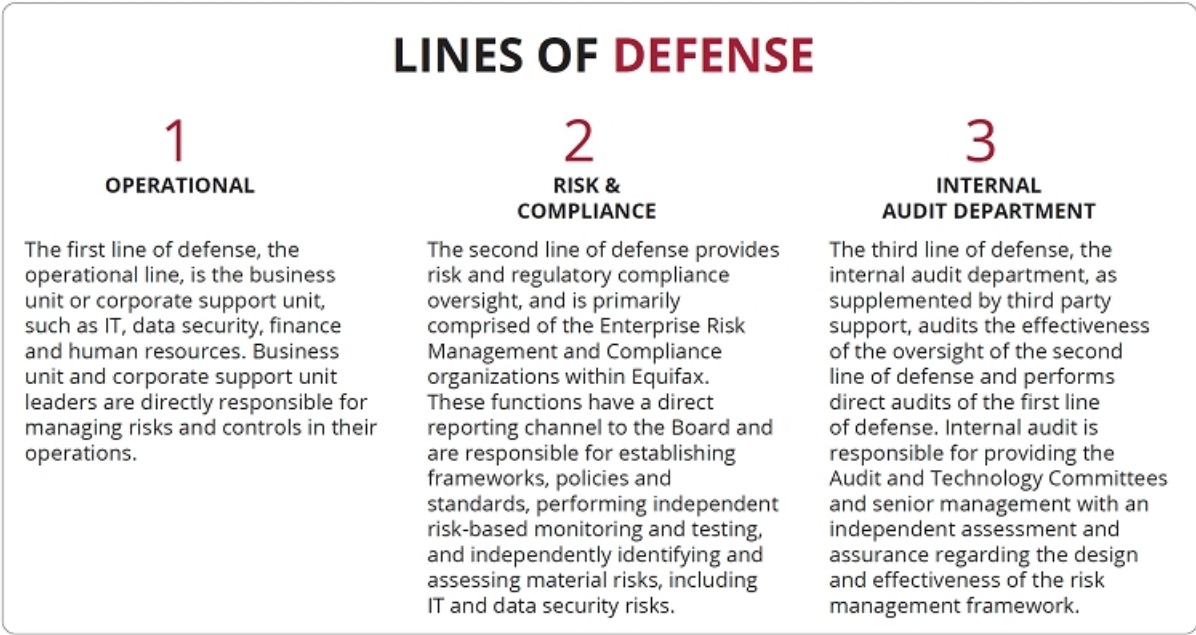 LINES OF DEFENSE
1
OPERATIONAL
The first line of defense, the
operational line, is the business
unit or corporate support unit,
such as IT, data security, finance
and human resources. Business
unit and corporate support unit
leaders are directly responsible for
managing risks and controls in their
operations.
2
RISK &
COMPLIANCE
The second line of defense provides
risk and regulatory compliance
oversight, and is primarily
comprised of the Enterprise Risk
Management and Compliance
organizations within Equifax.
These functions have a direct
reporting channel to the Board and
are responsible for establishing
frameworks, policies and
standards, performing independent
risk-based monitoring and testing,
and independently identifying and
assessing material risks, including
IT and data security risks.
3
INTERNAL
AUDIT DEPARTMENT
The third line of defense, the
internal audit department, as
supplemented by third party
support, audits the effectiveness
of the oversight of the second
line of defense and performs
direct audits of the first line
of defense. Internal audit is
responsible for providing the
Audit and Technology Committees
and senior management with an
independent assessment and
assurance regarding the design
and effectiveness of the risk
management framework.